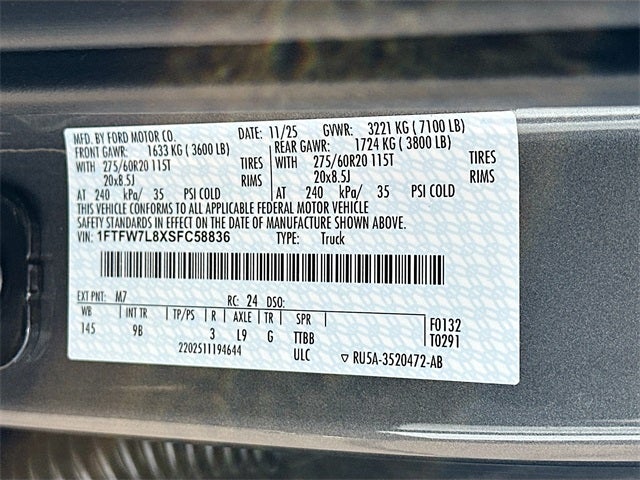 MFD. BY FORD MOTOR CO. DATE: 11/25 GVWR: 3221 KG ( 7100 LB)
FRONT GAWR: 1633 KG ( 3600 LB) REAR GAWR: 1724 KG ( 3800 LB)
WITH 275/60R20 115T TIRES WITH 275/60R20 115T TIRES
20x8.5J RIMS 20x8.5J RIMS
AT 240 kPa/ 35 PSI COLD AT 240 kPa/ 35 PSI COLD
THIS VEHICLE CONFORMS TO ALL APPLICABLE FEDERAL MOTOR VEHICLE
SAFETY STANDARDS IN EFFECT ON THE DATE OF MANUFACTURE SHOWN ABOVE.
VIN: 1FTFW7L8XSFC58836 TYPE: Truck
EXT PNT: M7 RC: 24 DSO:
WB INT TR TP/PS R AXLE TR SPR F0132
145 9B 3 L9 G TTBB T0291
2202511194644 ULC ▽ RU5A-3520472-AB